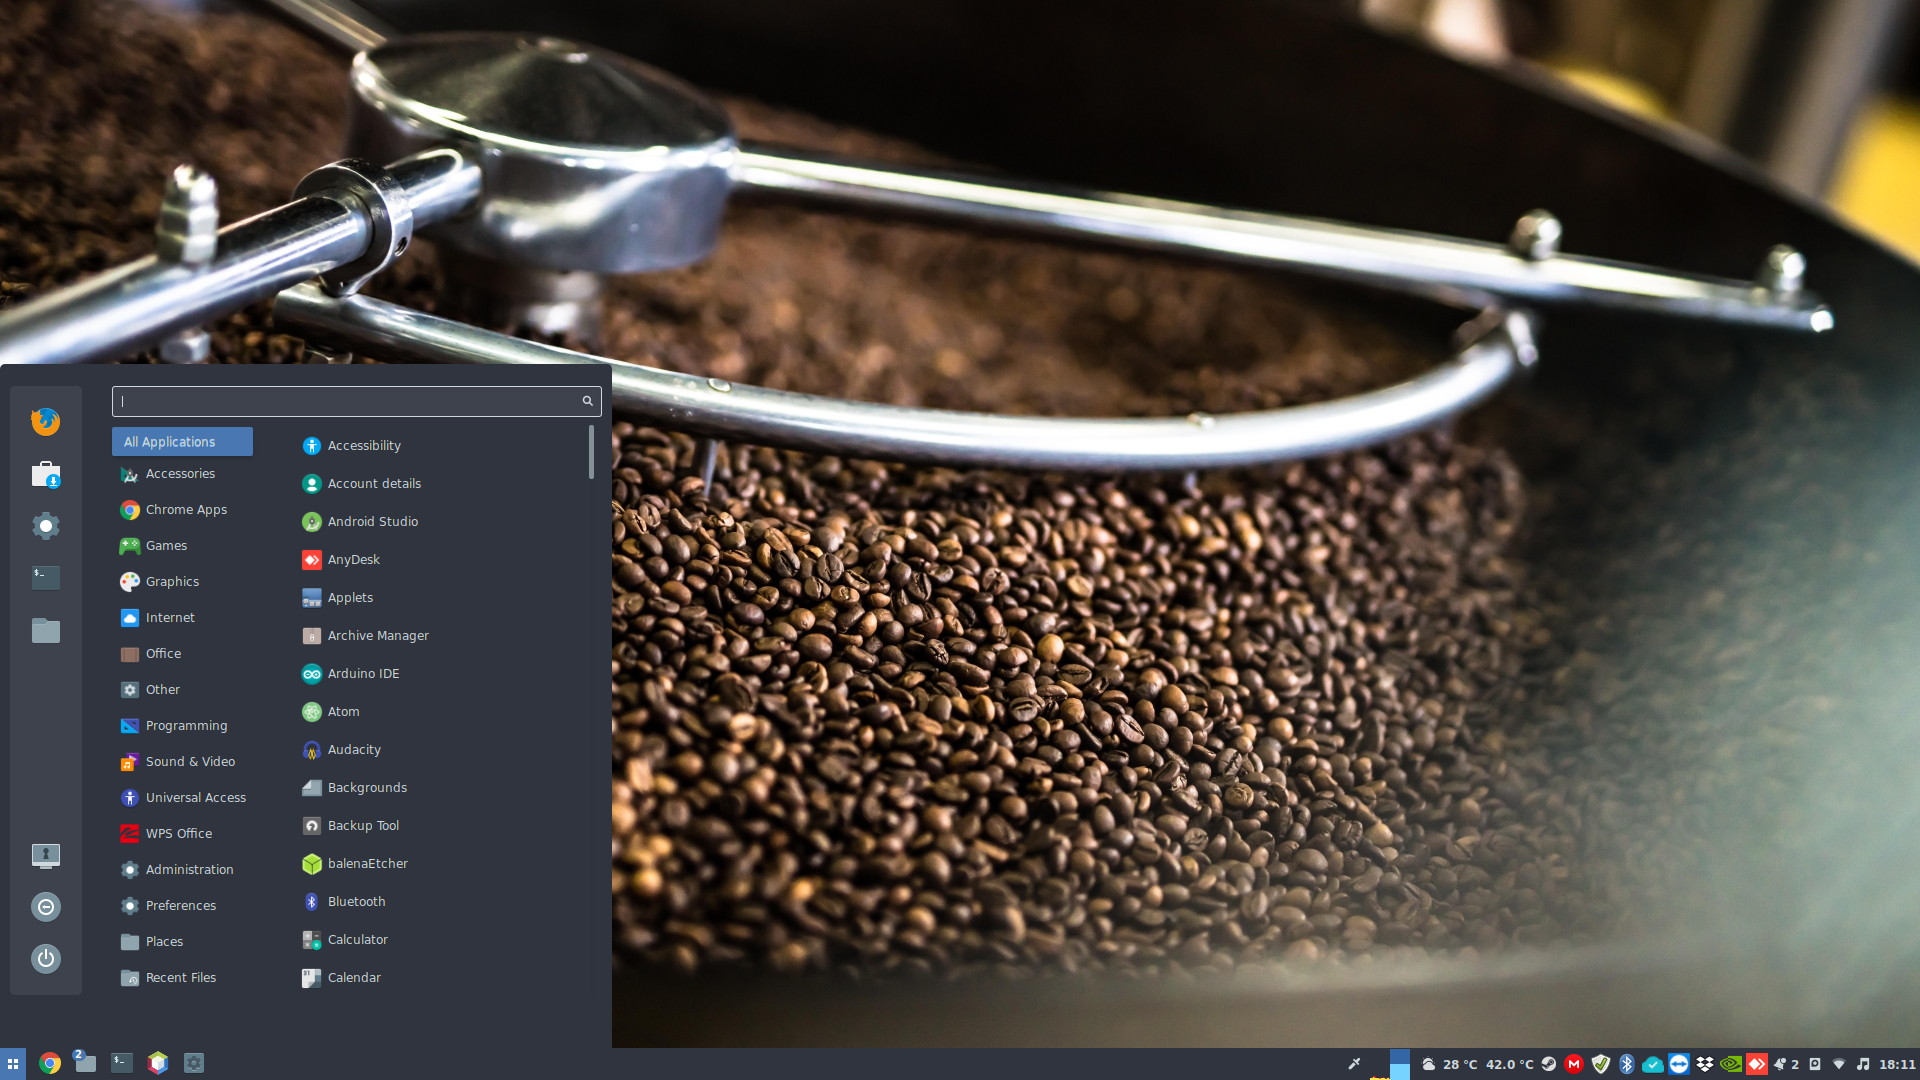 All Applications
Accessories
Chrome Apps
Games
Graphics
Internet
Office
Other
Programming
Sound & Video
Universal Access
WPS Office
Administration
Preferences
Places
Recent Files
Accessibility
Account details
Android Studio
AnyDesk
Applets
Archive Manager
Arduino IDE
Atom
Audacity
Backgrounds
Backup Tool
balenaEtcher
Bluetooth
Calculator
Calendar
$_
2
$_
28 °C 42.0 °C
2
18:11